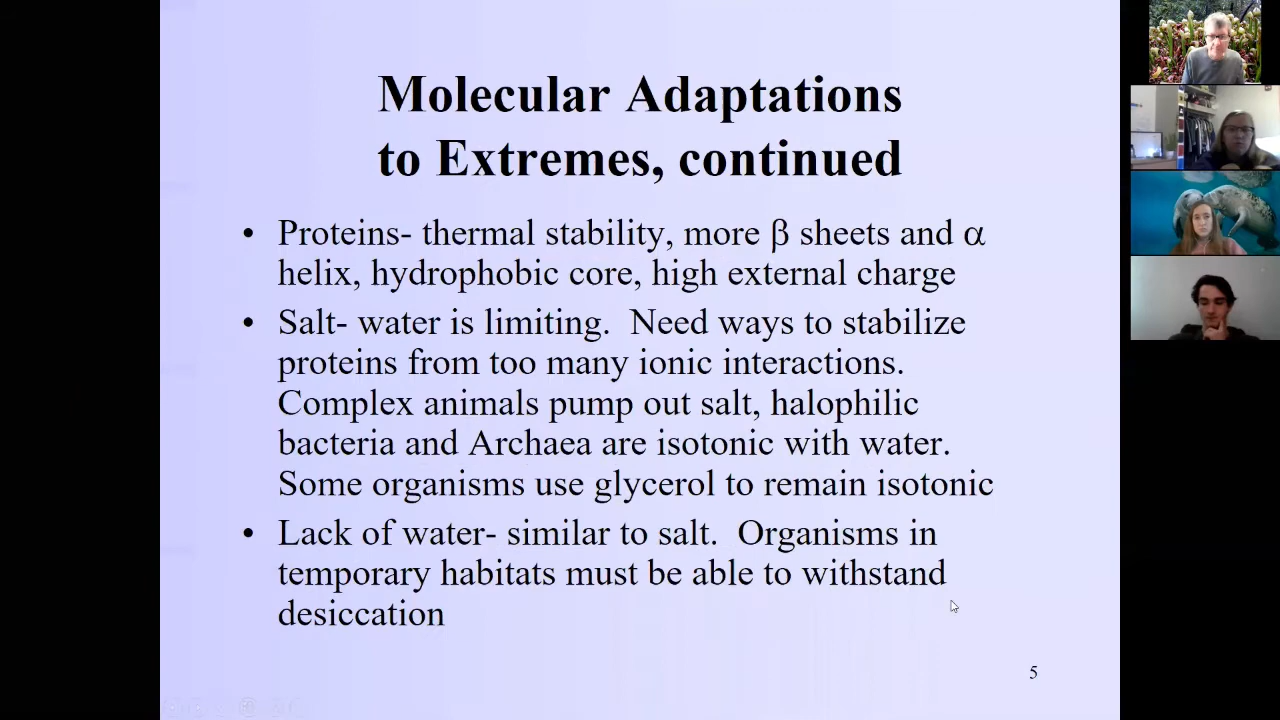 Molecular Adaptations
to Extremes, continued
• Proteins- thermal stability, more β sheets and α
helix, hydrophobic core, high external charge
• Salt- water is limiting.  Need ways to stabilize
proteins from too many ionic interactions.
Complex animals pump out salt, halophilic
bacteria and Archaea are isotonic with water.
Some organisms use glycerol to remain isotonic
• Lack of water- similar to salt.  Organisms in
temporary habitats must be able to withstand
desiccation
5